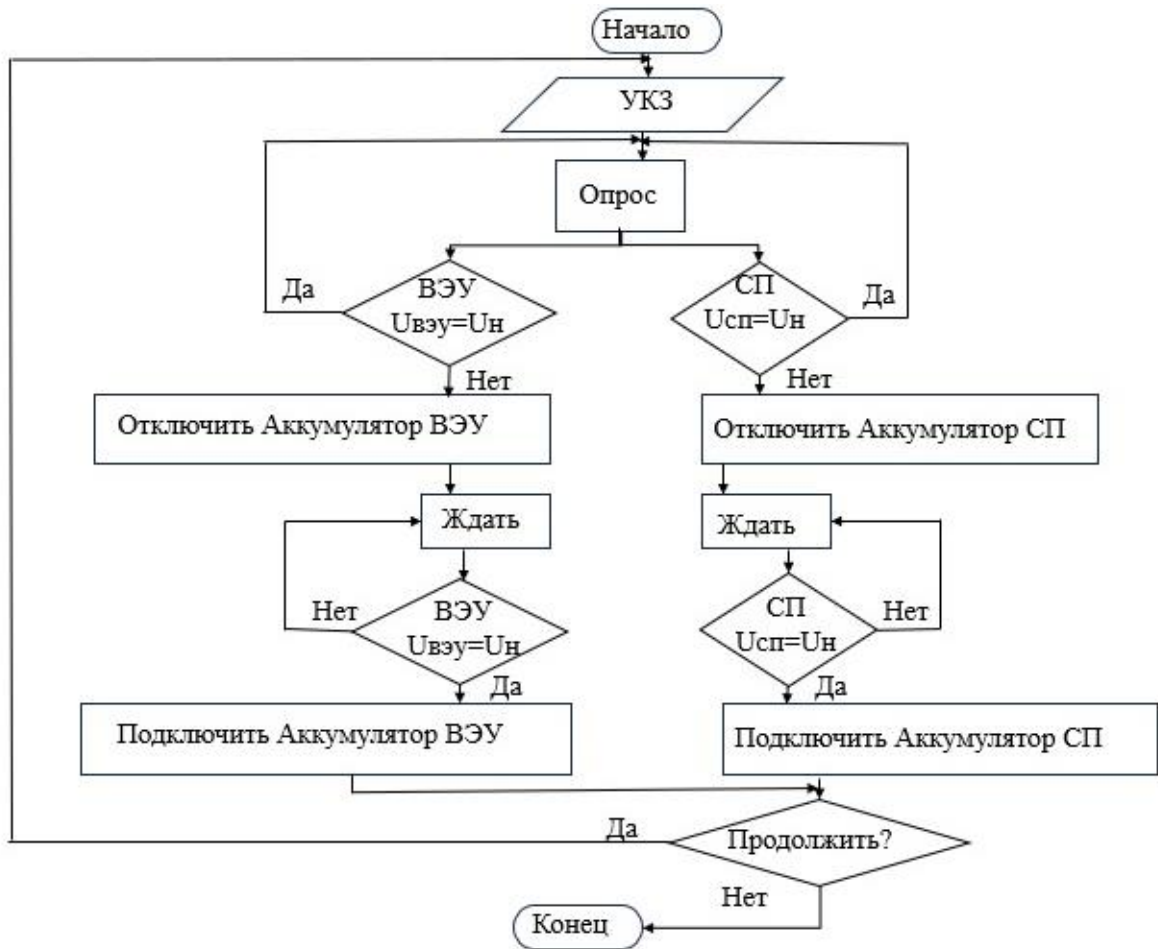 Начало
УКЗ
Опрос
ВЭУ
Uвэу=Uн
Да
СП
Uсп=Uн
Да
Нет
Нет
Отключить Аккумулятор ВЭУ
Отключить Аккумулятор СП
Ждать
Ждать
ВЭУ
Uвэу=Uн
Нет
СП
Uсп=Uн
Нет
Да
Да
Подключить Аккумулятор ВЭУ
Подключить Аккумулятор СП
Да
Продолжить?
Нет
Конец